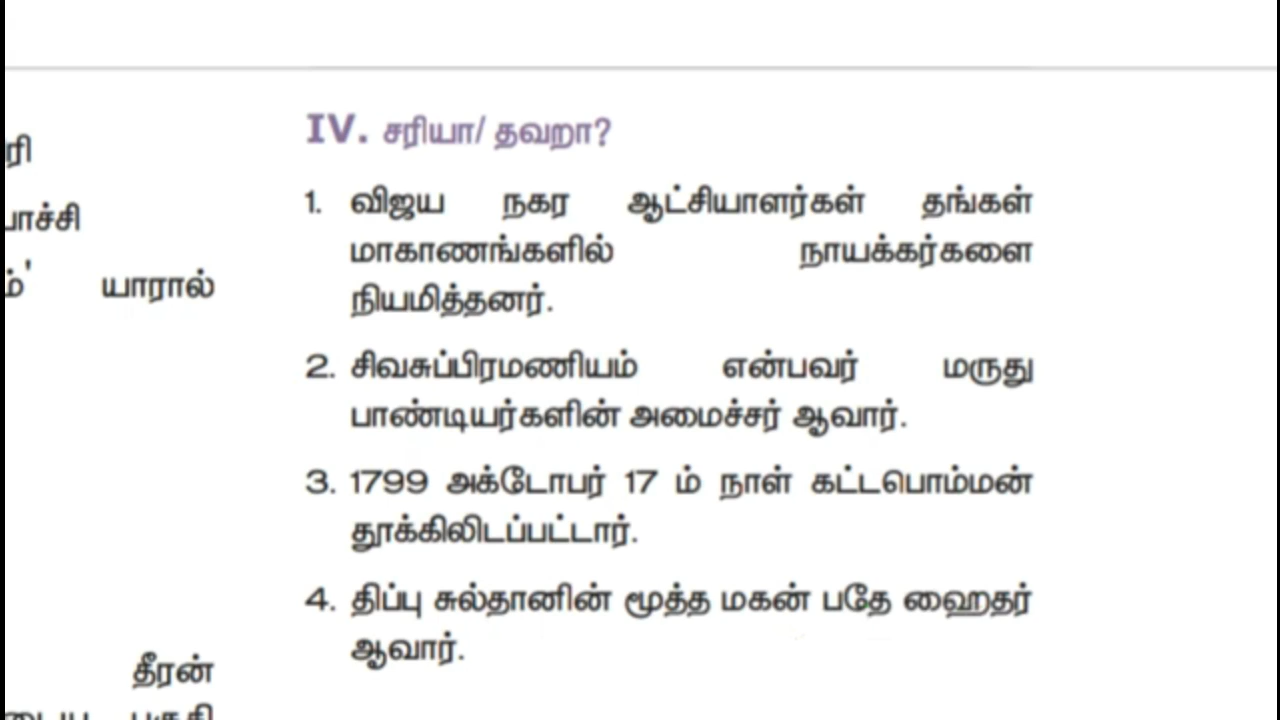 ரி
பாச்சி
ம்' யாரால்
தீரன்
IV. சரியா/ தவறா?
1. விஜய நகர ஆட்சியாளர்கள் தங்கள்
மாகாணங்களில் நாயக்கர்களை
நியமித்தனர்.
2. சிவசுப்பிரமணியம் என்பவர் மருது
பாண்டியர்களின் அமைச்சர் ஆவார்.
3. 1799 அக்டோபர் 17 ம் நாள் கட்டபொம்மன்
தூக்கிலிடப்பட்டார்.
4. திப்பு சுல்தானின் மூத்த மகன் பதே ஹைதர்
ஆவார்.